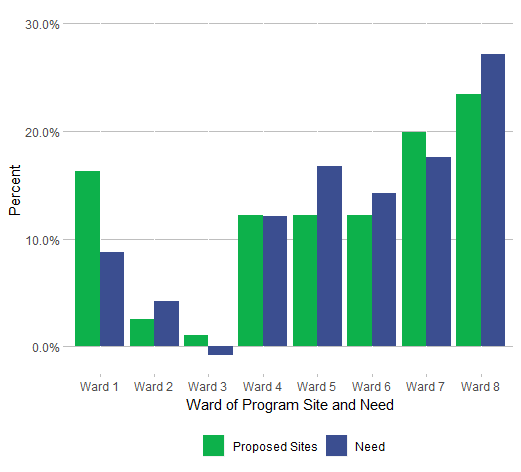 30.0%
20.0%
10.0%
0.0%
Percent
Ward 1 Ward 2 Ward 3 Ward 4 Ward 5 Ward 6 Ward 7 Ward 8
Ward of Program Site and Need
Proposed Sites Need